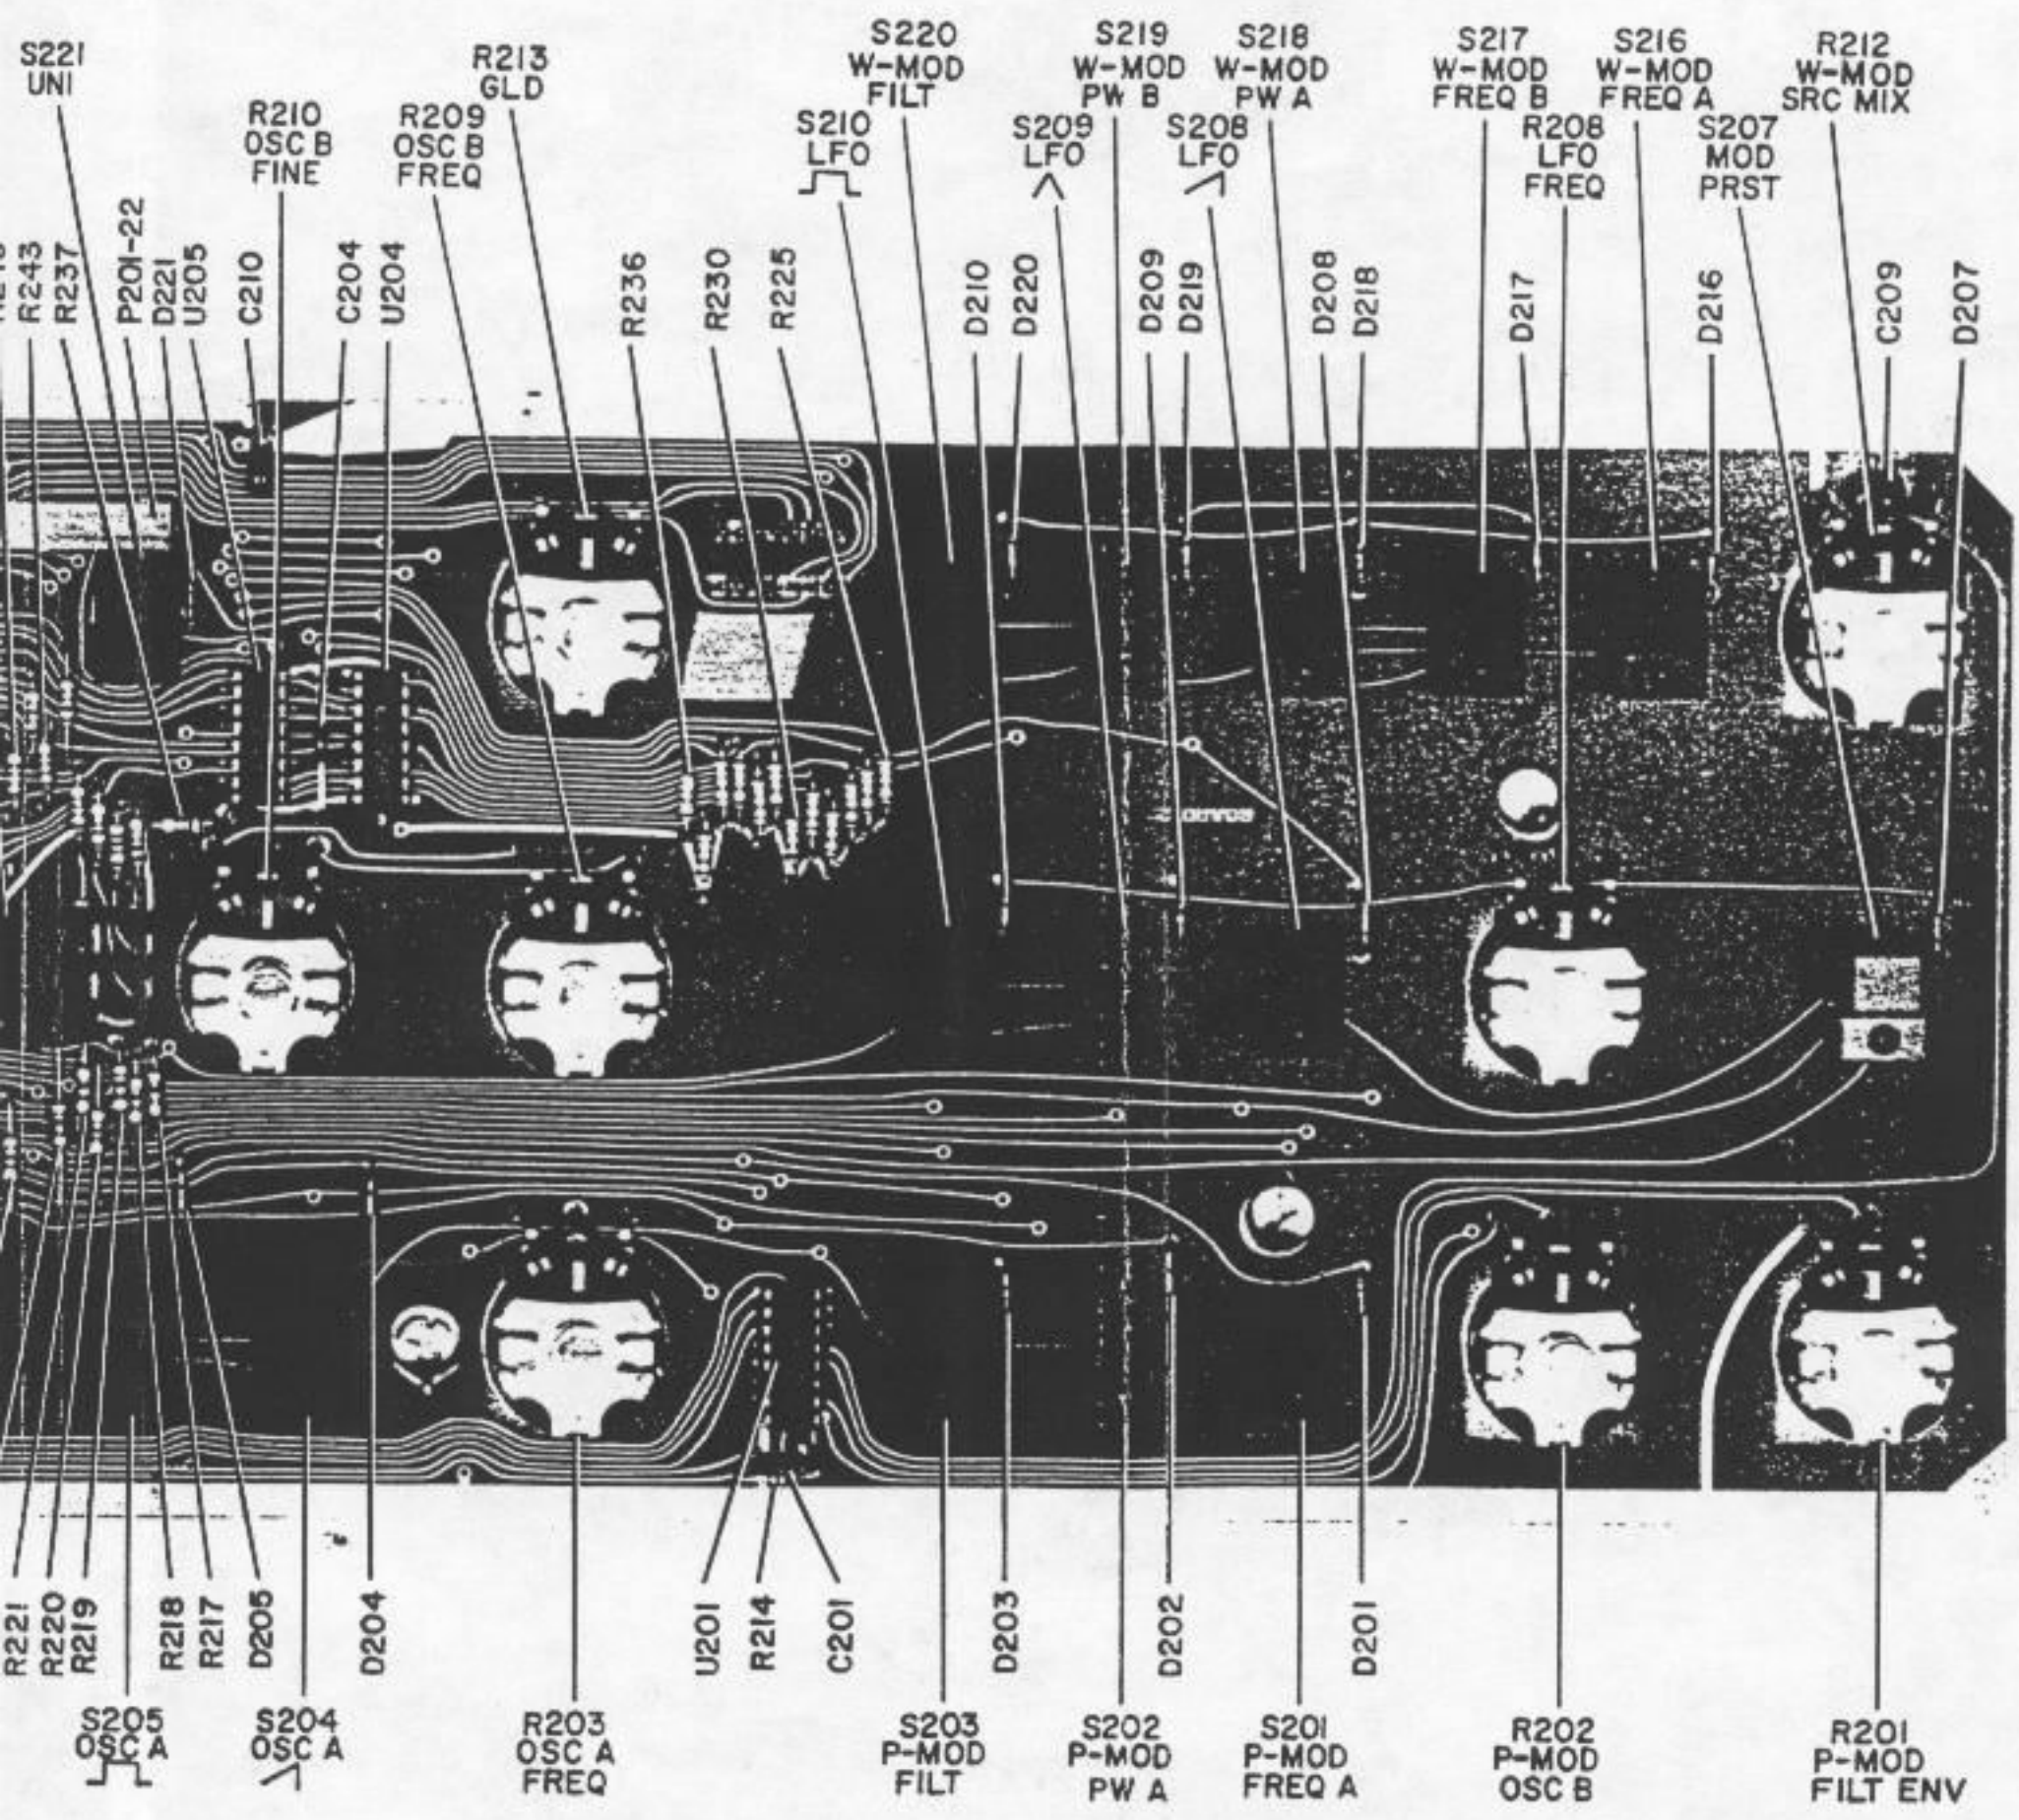 S221
UNI
R210
OSC B
FINE
R209
OSC B
FREQ
R213
GLD
S220
W-MOD
FILT
S210
LFO
S219
W-MOD
PW B
S209
LFO
S218
W-MOD
PW A
S208
LFO
S217
W-MOD
FREQ B
R208
LFO
FREQ
S216
W-MOD
FREQ A
S207
MOD
PRST
R212
W-MOD
SRC MIX
R243
R237
P201-22
D221
U205
C210
C204
U204
R236
R230
R225
D210
D220
D209
D219
D208
D218
D217
D216
C209
D207
R221
R220
R219
R218
R217
D205
D204
U201
R214
C201
D203
D202
D201
S205
OSC A
S204
OSC A
R203
OSC A
FREQ
S203
P-MOD
FILT
S202
P-MOD
PW A
S201
P-MOD
FREQ A
R202
P-MOD
OSC B
R201
P-MOD
FILT ENV